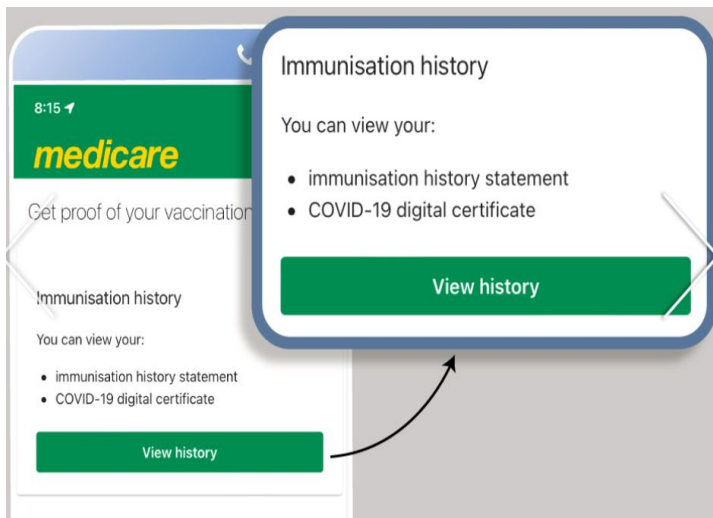 8:15
medicare
Get proof of your vaccination
Immunisation history
You can view your:
• immunisation history statement
• COVID-19 digital certificate
View history
Immunisation history
You can view your:
• immunisation history statement
• COVID-19 digital certificate
View history